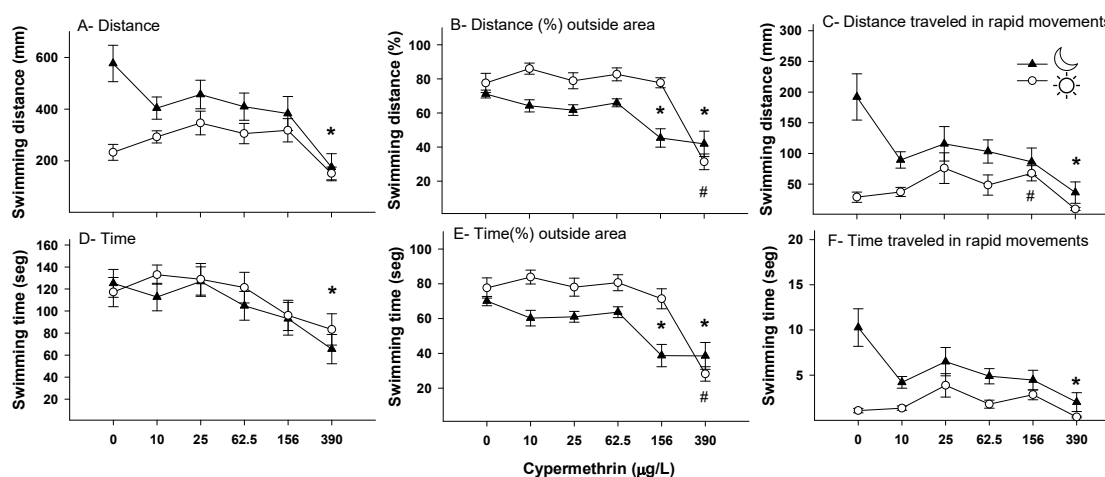 A- Distance
Swimming distance (mm)
600
400
200
*
B- Distance (%) outside area
Swimming distance (%)
100
80
60
40
20
*
*
#
C- Distance traveled in rapid movements
Swimming distance (mm)
300
250
200
150
100
50
#
*
D- Time
Swimming time (seg)
160
140
120
100
80
60
40
20
*
0 10 25 62.5 156 390
E- Time(%) outside area
Swimming time (seg)
100
80
60
40
20
*
*
#
0 10 25 62.5 156 390
Cypermethrin (µg/L)
F- Time traveled in rapid movements
Swimming time (seg)
20
15
10
5
*
0 10 25 62.5 156 390